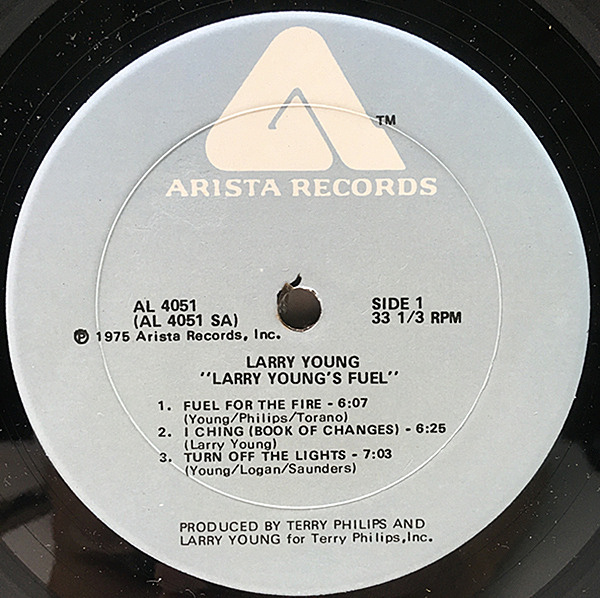 TM
ARISTA RECORDS
AL 4051
(AL 4051 SA)
SIDE 1
33 1/3 RPM
℗ 1975 Arista Records, Inc.
LARRY YOUNG
"LARRY YOUNG'S FUEL"
1. FUEL FOR THE FIRE - 6:07
(Young/Philips/Torano)
2. I CHING (BOOK OF CHANGES) - 6:25
(Larry Young)
3. TURN OFF THE LIGHTS - 7:03
(Young/Logan/Saunders)
PRODUCED BY TERRY PHILIPS AND
LARRY YOUNG for Terry Philips,Inc.